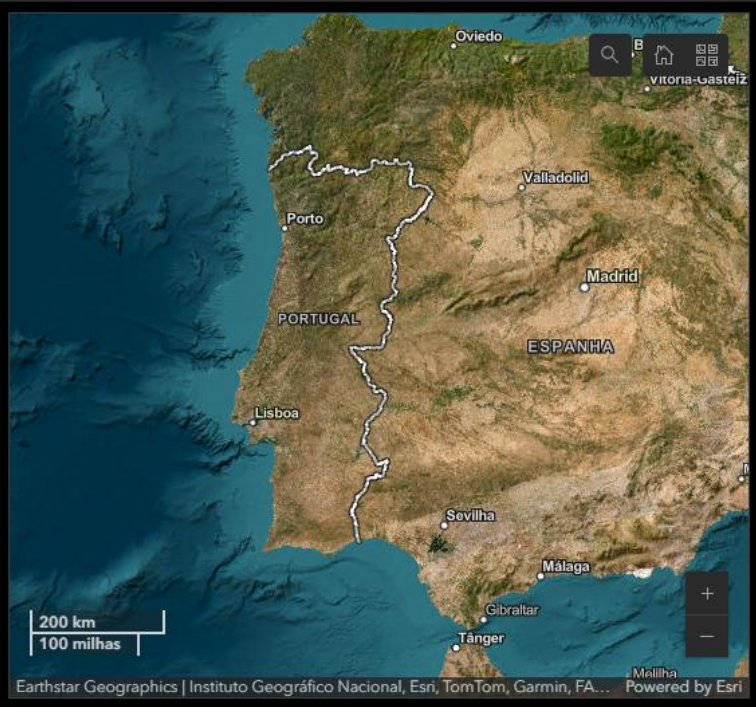 Oviedo
B
Vitoria-Gasteiz
Valladolid
Porto
Madrid
PORTUGAL
ESPANHA
Lisboa
Sevilha
Málaga
Gibraltar
Tânger
Melilha
200 km
100 milhas
+
−
Earthstar Geographics | Instituto Geográfico Nacional, Esri, TomTom, Garmin, FA... Powered by Esri